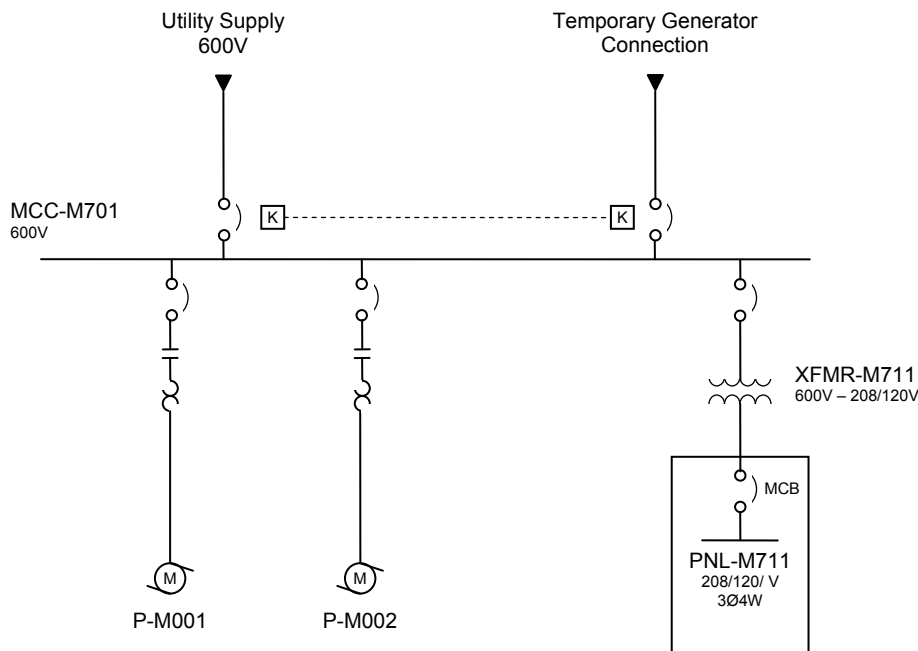 Utility Supply
600V
Temporary Generator
Connection
MCC-M701
600V
K
K
XFMR-M711
600V – 208/120V
MCB
PNL-M711
208/120/ V
3Ø4W
M
P-M001
M
P-M002